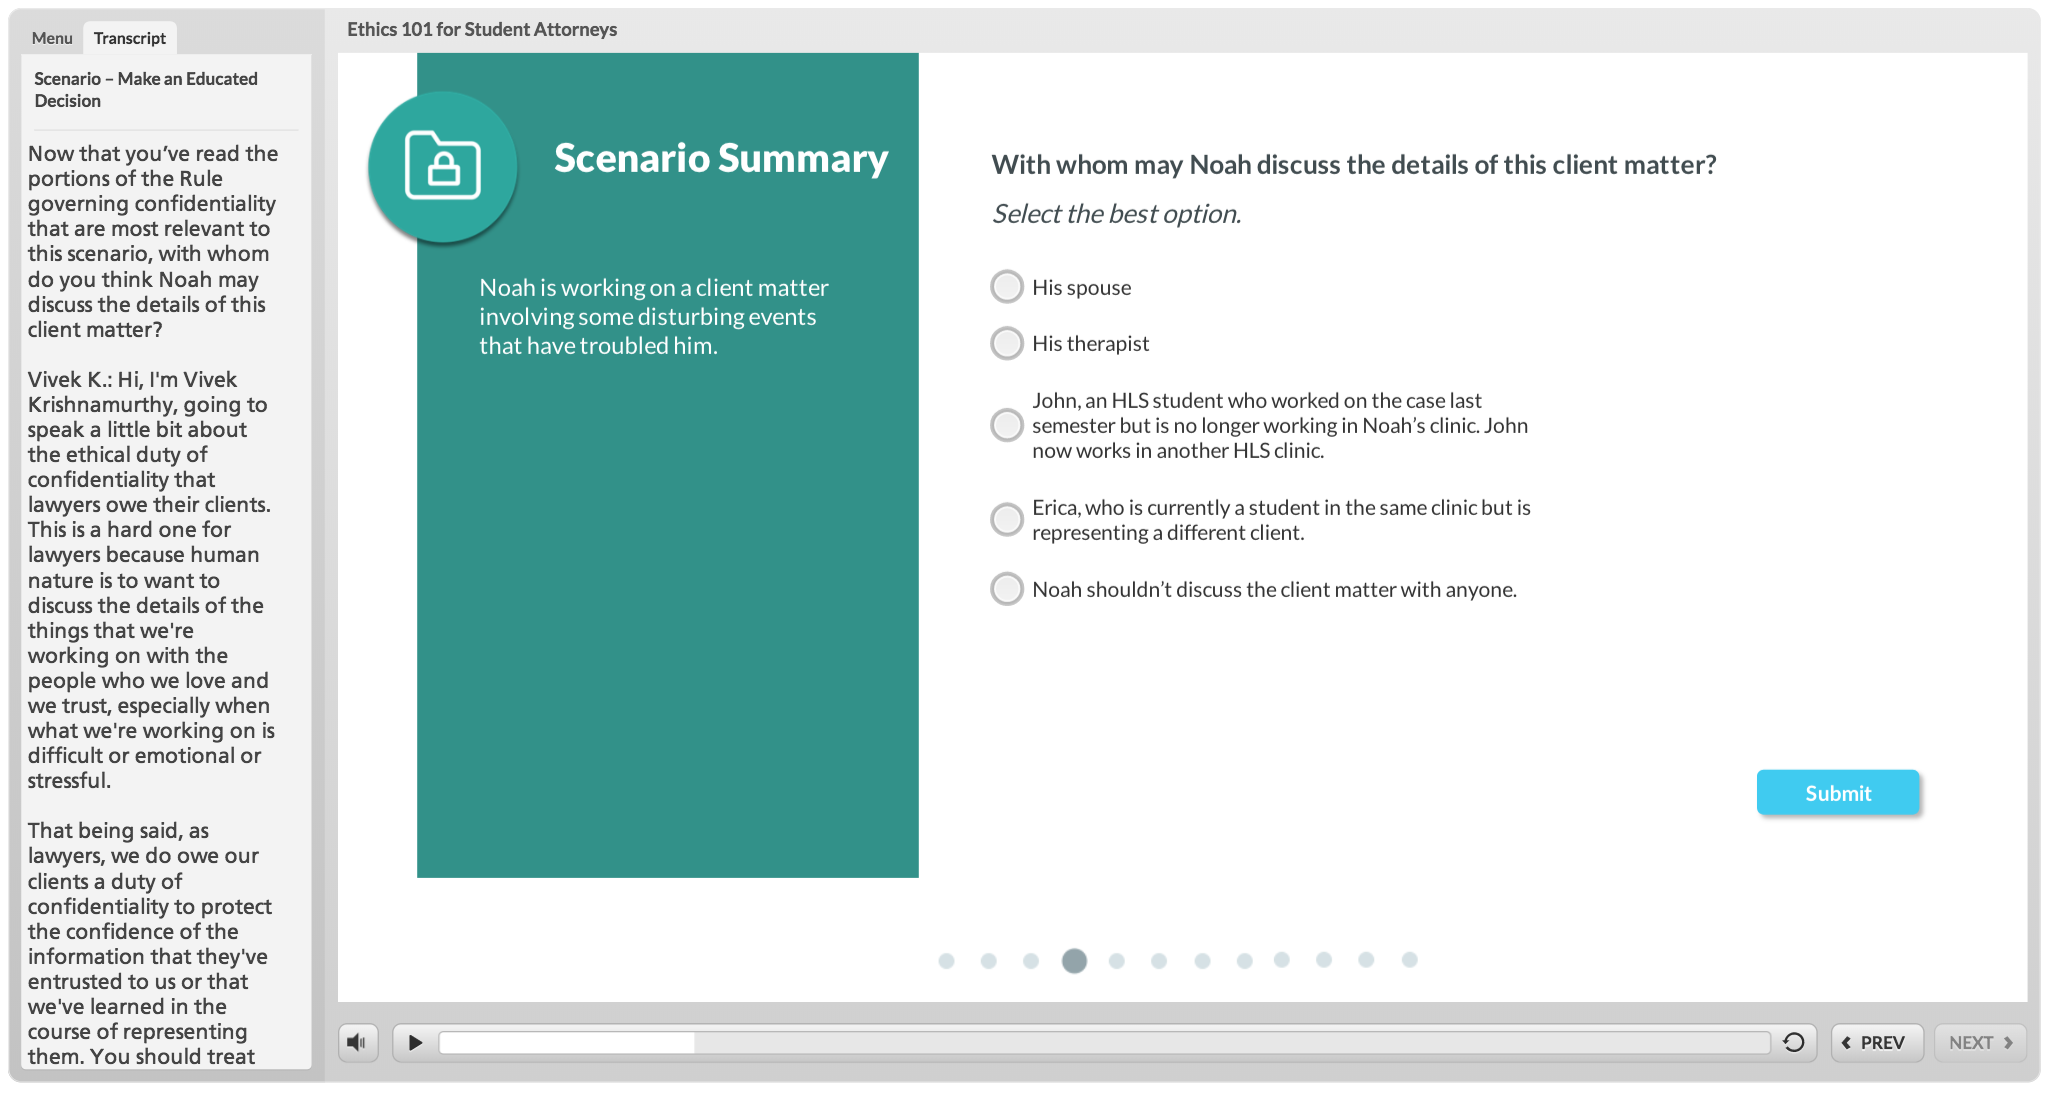 Menu
Transcript
Scenario – Make an Educated
Decision
Now that you’ve read the
portions of the Rule
governing confidentiality
that are most relevant to
this scenario, with whom
do you think Noah may
discuss the details of this
client matter?
Vivek K.: Hi, I'm Vivek
Krishnamurthy, going to
speak a little bit about
the ethical duty of
confidentiality that
lawyers owe their clients.
This is a hard one for
lawyers because human
nature is to want to
discuss the details of the
things that we're
working on with the
people who we love and
we trust, especially when
what we're working on is
difficult or emotional or
stressful.
That being said, as
lawyers, we do owe our
clients a duty of
confidentiality to protect
the confidence of the
information that they've
entrusted to us or that
we've learned in the
course of representing
them. You should treat
Ethics 101 for Student Attorneys
Scenario Summary
Noah is working on a client matter
involving some disturbing events
that have troubled him.
With whom may Noah discuss the details of this client matter?
Select the best option.
His spouse
His therapist
John, an HLS student who worked on the case last
semester but is no longer working in Noah’s clinic. John
now works in another HLS clinic.
Erica, who is currently a student in the same clinic but is
representing a different client.
Noah shouldn’t discuss the client matter with anyone.
Submit
PREV
NEXT